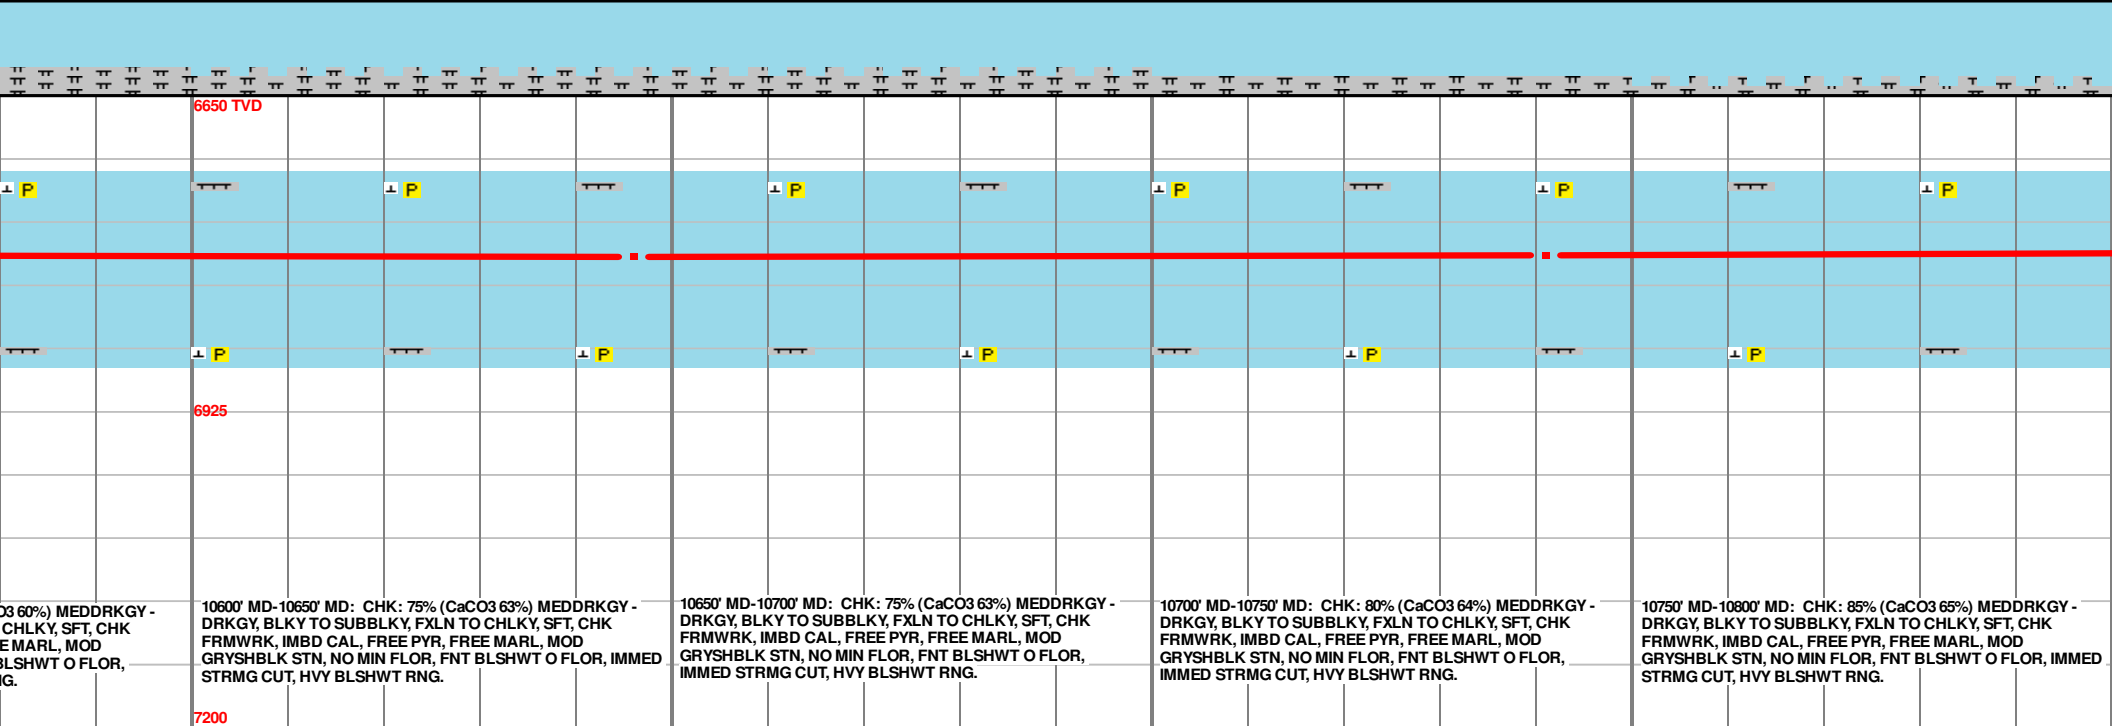 6650 TVD
P P P P P P
P P P P P
6925
O3 60%) MEDDRKGY -
CHLKY, SFT, CHK
E MARL, MOD
BLSHWT O FLOR,
NG.
10600' MD-10650' MD: CHK: 75% (CaCO3 63%) MEDDRKGY -
DRKGY, BLKY TO SUBBLKY, FXLN TO CHLKY, SFT, CHK
FRMWRK, IMBD CAL, FREE PYR, FREE MARL, MOD
GRYSHBLK STN, NO MIN FLOR, FNT BLSHWT O FLOR, IMMED
STRMG CUT, HVY BLSHWT RNG.
10650' MD-10700' MD: CHK: 75% (CaCO3 63%) MEDDRKGY -
DRKGY, BLKY TO SUBBLKY, FXLN TO CHLKY, SFT, CHK
FRMWRK, IMBD CAL, FREE PYR, FREE MARL, MOD
GRYSHBLK STN, NO MIN FLOR, FNT BLSHWT O FLOR,
IMMED STRMG CUT, HVY BLSHWT RNG.
10700' MD-10750' MD: CHK: 80% (CaCO3 64%) MEDDRKGY -
DRKGY, BLKY TO SUBBLKY, FXLN TO CHLKY, SFT, CHK
FRMWRK, IMBD CAL, FREE PYR, FREE MARL, MOD
GRYSHBLK STN, NO MIN FLOR, FNT BLSHWT O FLOR,
IMMED STRMG CUT, HVY BLSHWT RNG.
10750' MD-10800' MD: CHK: 85% (CaCO3 65%) MEDDRKGY -
DRKGY, BLKY TO SUBBLKY, FXLN TO CHLKY, SFT, CHK
FRMWRK, IMBD CAL, FREE PYR, FREE MARL, MOD
GRYSHBLK STN, NO MIN FLOR, FNT BLSHWT O FLOR, IMMED
STRMG CUT, HVY BLSHWT RNG.
7200